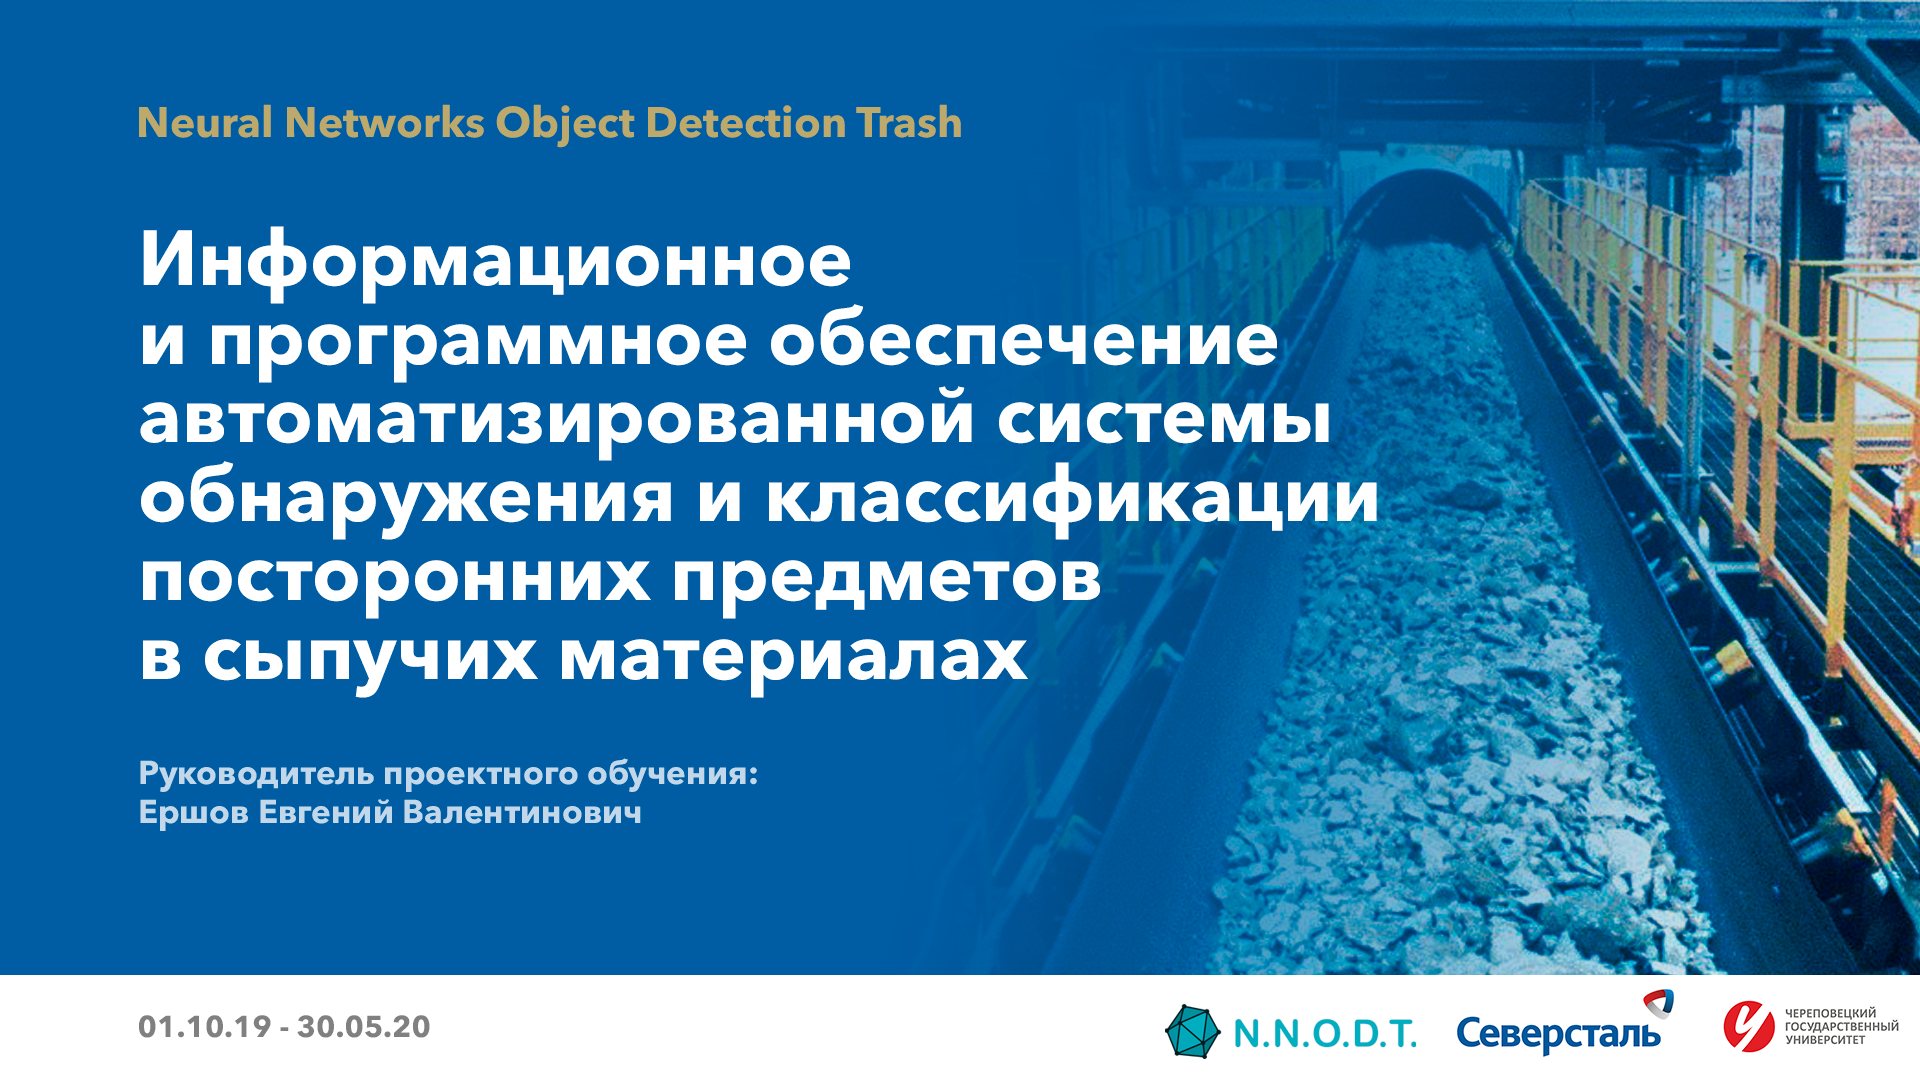 Neural Networks Object Detection Trash
Информационное
и программное обеспечение
автоматизированной системы
обнаружения и классификации
посторонних предметов
в сыпучих материалах
Руководитель проектного обучения:
Ершов Евгений Валентинович
01.10.19 - 30.05.20
N.N.O.D.T.
Северсталь
ЧЕРЕПОВЕЦКИЙ
ГОСУДАРСТВЕННЫЙ
УНИВЕРСИТЕТ